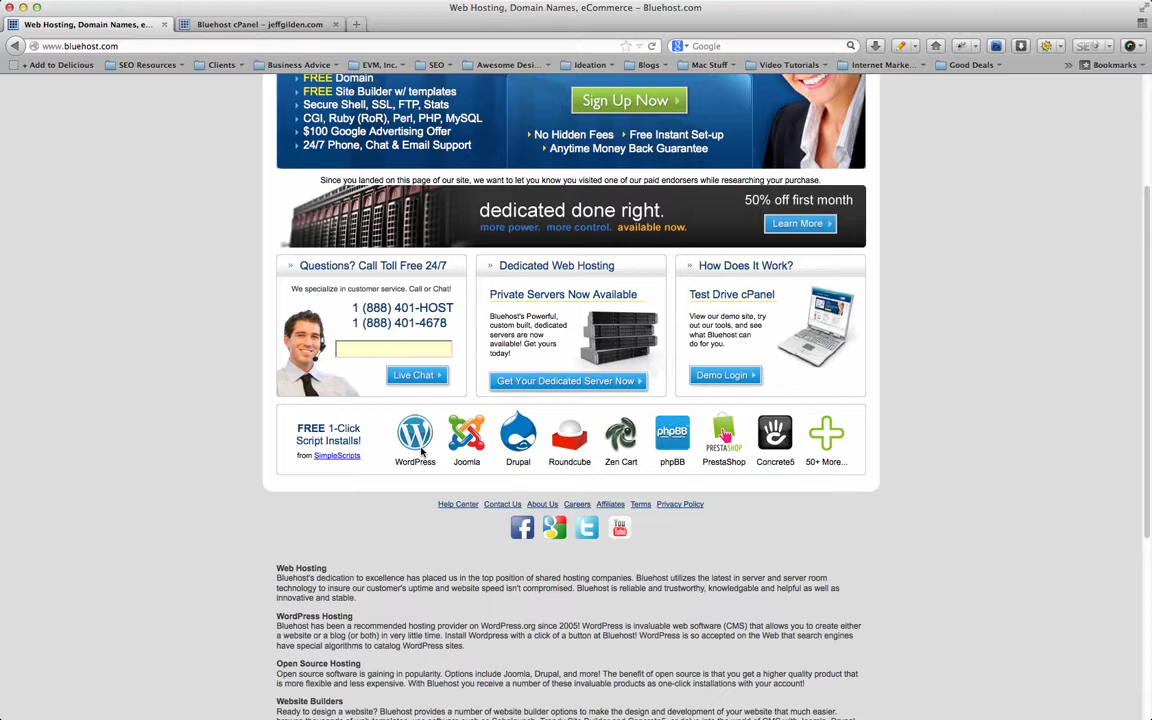 Web Hosting, Domain Names, eCommerce – Bluehost.com
Web Hosting, Domain Names, e...
Bluehost cPanel – jeffgilden.com
www.bluehost.com
Google
+ Add to Delicious
SEO Resources
Clients
Business Advice
EVM, Inc.
SEO
Awesome Desi...
Ideation
Blogs
Mac Stuff
Video Tutorials
Internet Marke...
Good Deals
Bookmarks
FREE Domain
FREE Site Builder w/ templates
Secure Shell, SSL, FTP, Stats
CGI, Ruby (RoR), Perl, PHP, MySQL
$100 Google Advertising Offer
24/7 Phone, Chat & Email Support
Sign Up Now
No Hidden Fees
Free Instant Set-up
Anytime Money Back Guarantee
Since you landed on this page of our site, we want to let you know you visited one of our paid endorsers while researching your purchase.
dedicated done right.
more power. more control. available now.
50% off first month
Learn More
Questions? Call Toll Free 24/7
We specialize in customer service. Call or Chat!
1 (888) 401-HOST
1 (888) 401-4678
Live Chat
Dedicated Web Hosting
Private Servers Now Available
Bluehost's Powerful,
custom built, dedicated
servers are now
available! Get yours
today!
Get Your Dedicated Server Now
How Does It Work?
Test Drive cPanel
View our demo site, try
out our tools, and see
what Bluehost can
do for you.
Demo Login
FREE 1-Click
Script Installs!
from SimpleScripts
WordPress
Joomla
Drupal
Roundcube
Zen Cart
phpBB
phpBB
PRESTASHOP
PrestaShop
Concrete5
50+ More...
Help Center
Contact Us
About Us
Careers
Affiliates
Terms
Privacy Policy
You
Tube
Web Hosting
Bluehost's dedication to excellence has placed us in the top position of shared hosting companies. Bluehost utilizes the latest in server and server room
technology to insure our customer's uptime and website speed isn't compromised. Bluehost is reliable and trustworthy, knowledgable and helpful as well as
innovative and stable.
WordPress Hosting
Bluehost has been a recommended hosting provider on WordPress.org since 2005! WordPress is invaluable web software (CMS) that allows you to create either
a website or a blog (or both) in very little time. Install Wordpress with a click of a button at Bluehost! WordPress is so accepted on the Web that search engines
have special algorithms to catalog WordPress sites.
Open Source Hosting
Open source software is gaining in popularity. Options include Joomla, Drupal, and more! The benefit of open source is that you get a higher quality product that
is more flexible and less expensive. With Bluehost you receive a number of these invaluable products as one-click installations with your account!
Website Builders
Ready to design a website? Bluehost provides a number of website builder options to make the design and development of your website that much easier.